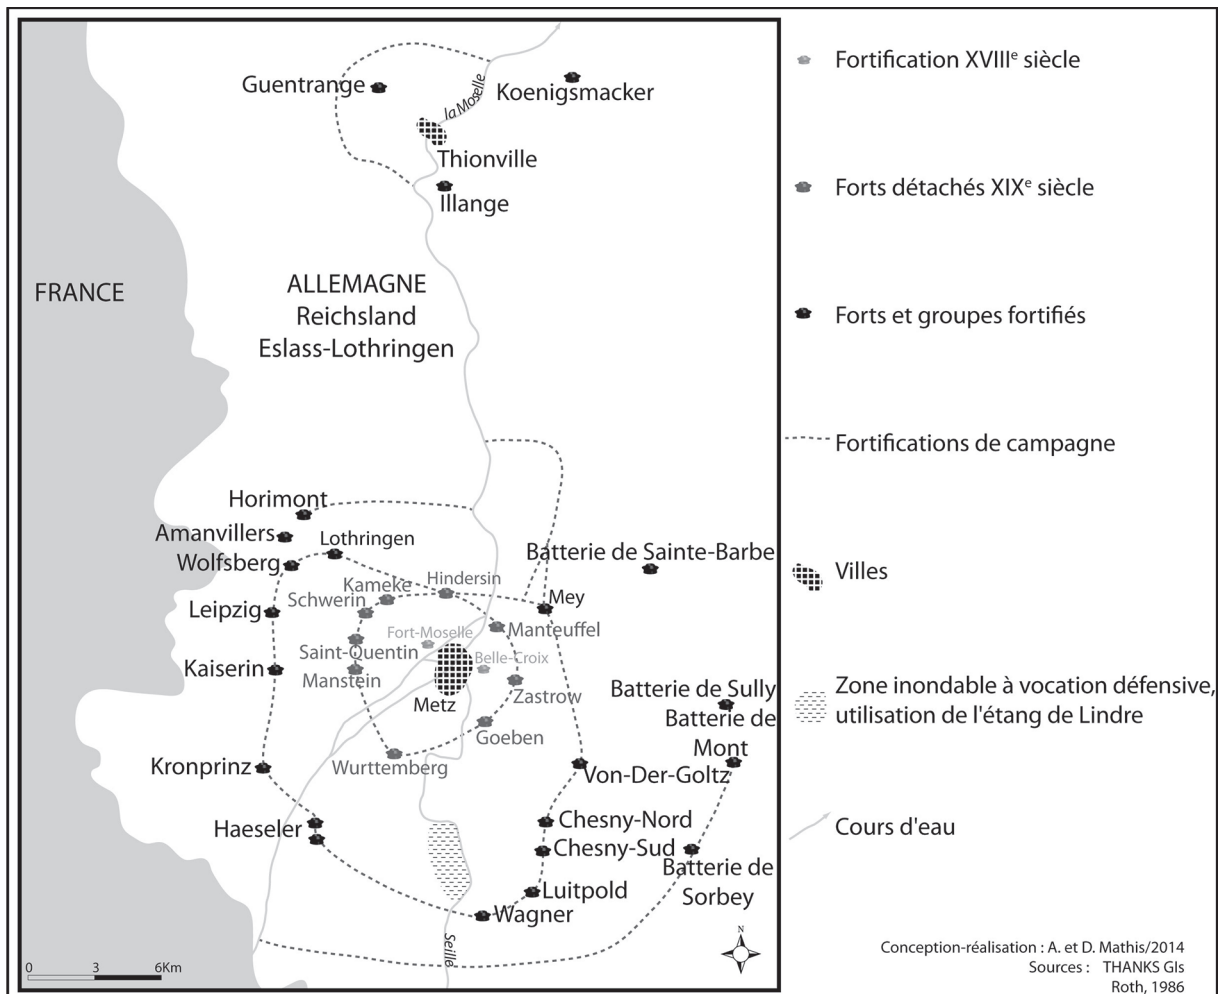 Guentrange
Koenigsmacker
la Moselle
Thionville
Illange
FRANCE
ALLEMAGNE
Reichsland
Eslass-Lothringen
Horimont
Amanvillers
Lothringen
Wolfsberg
Batterie de Sainte-Barbe
Hindersin
Kameke
Schwerin
Mey
Leipzig
Fort-Moselle
Manteuffel
Saint-Quentin
Belle-Croix
Kaiserin
Manstein
Zastrow
Metz
Batterie de Sully
Batterie de
Mont
Goeben
Kronprinz
Wurttemberg
Von-Der-Goltz
Haeseler
Chesny-Nord
Chesny-Sud
Batterie de
Sorbey
Luitpold
Wagner
Seille
N
0 3 6Km
Fortification XVIIIe siècle
Forts détachés XIXe siècle
Forts et groupes fortifiés
Fortifications de campagne
Villes
Zone inondable à vocation défensive,
utilisation de l'étang de Lindre
Cours d'eau
Conception-réalisation : A. et D. Mathis/2014
Sources : THANKS GIs
Roth, 1986